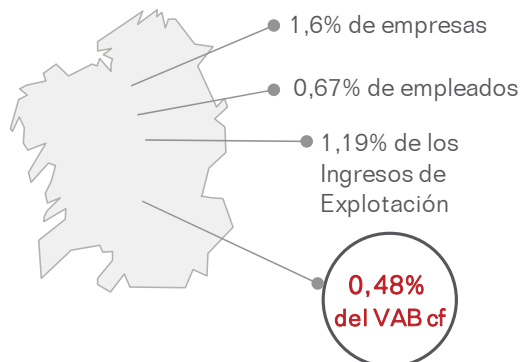 1,6% de empresas
0,67% de empleados
1,19% de los
Ingresos de
Explotación
0,48%
del VAB cf